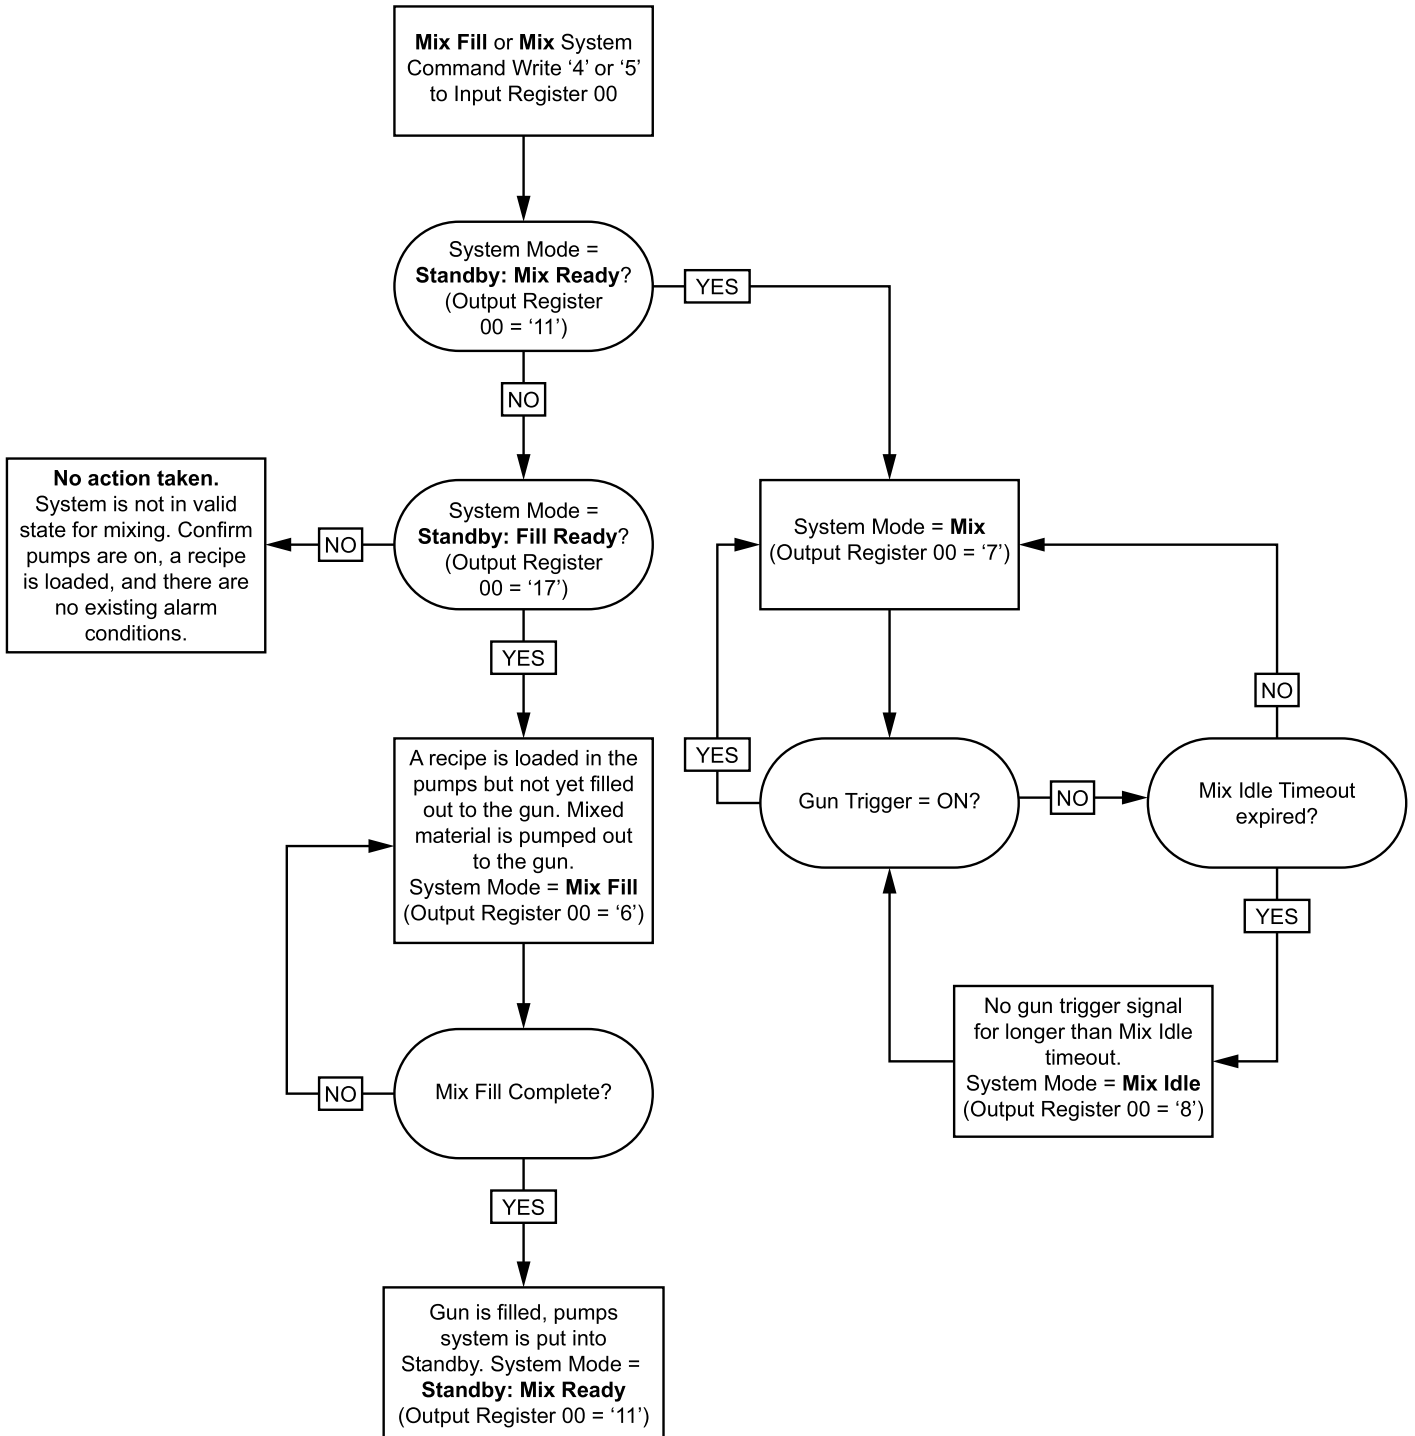 Mix Fill or Mix System
Command Write ‘4’ or ‘5’
to Input Register 00
System Mode =
Standby: Mix Ready?
(Output Register
00 = ‘11’)
YES
NO
No action taken.
System is not in valid
state for mixing. Confirm
pumps are on, a recipe
is loaded, and there are
no existing alarm
conditions.
NO
System Mode =
Standby: Fill Ready?
(Output Register
00 = ‘17’)
System Mode = Mix
(Output Register 00 = ‘7’)
YES
NO
A recipe is loaded in the
pumps but not yet filled
out to the gun. Mixed
material is pumped out
to the gun.
System Mode = Mix Fill
(Output Register 00 = ‘6’)
YES
Gun Trigger = ON?
NO
Mix Idle Timeout
expired?
YES
No gun trigger signal
for longer than Mix Idle
timeout.
System Mode = Mix Idle
(Output Register 00 = ‘8’)
NO
Mix Fill Complete?
YES
Gun is filled, pumps
system is put into
Standby. System Mode =
Standby: Mix Ready
(Output Register 00 = ‘11’)